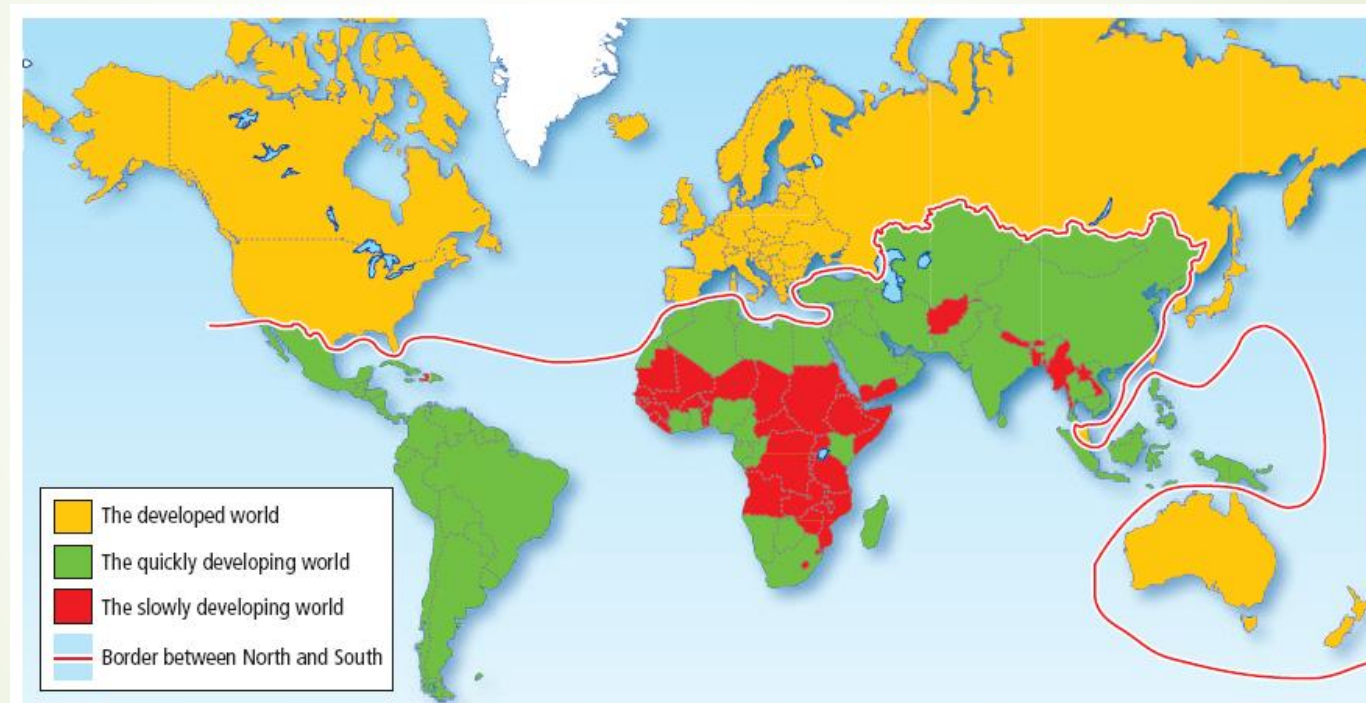 The developed world
The quickly developing world
The slowly developing world
Border between North and South